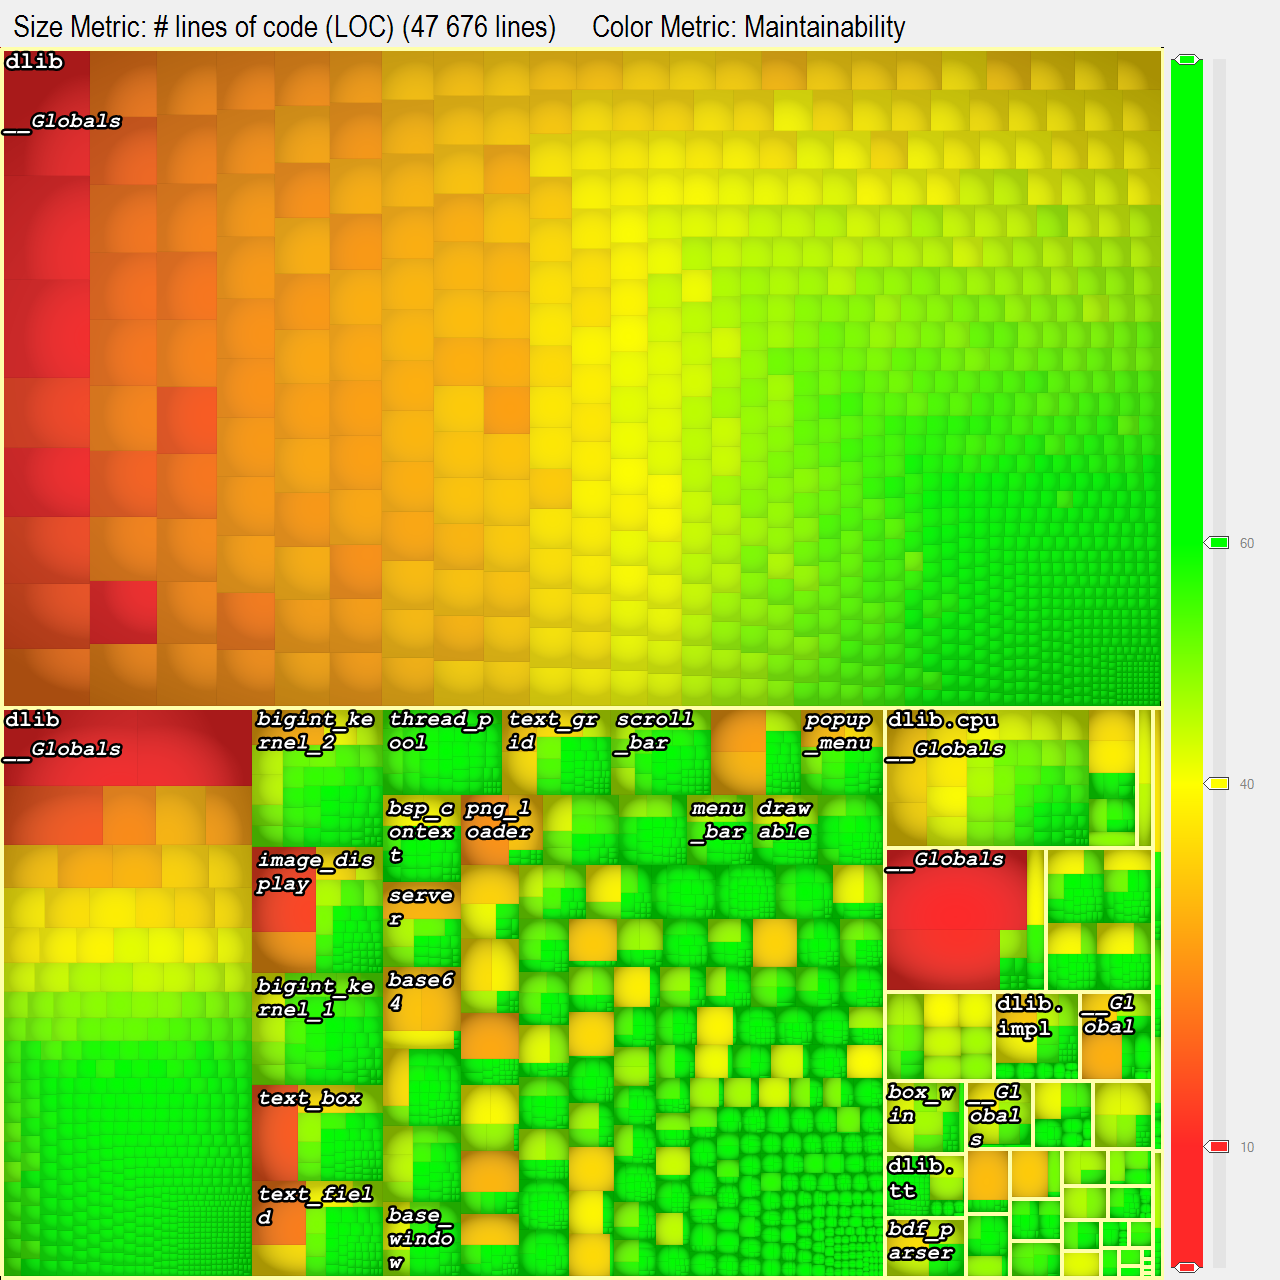 Size Metric: # lines of code (LOC) (47 676 lines) Color Metric: Maintainability
dlib
__Globals
60
40
10
dlib
__Globals
bigint_ke
rnel_2
thread_p
ool
text_gr
id
scroll
_bar
popup
_menu
dlib.cpu
__Globals
bsp_c
ontex
t
png_l
oader
menu
_bar
draw
able
image_dis
play
serve
r
__Globals
bigint_ke
rnel_1
base6
4
dlib.
impl
__Gl
obal
text_box
box_w
in
__Gl
obal
s
text_fiel
d
base_
windo
w
dlib.
tt
bdf_p
arser